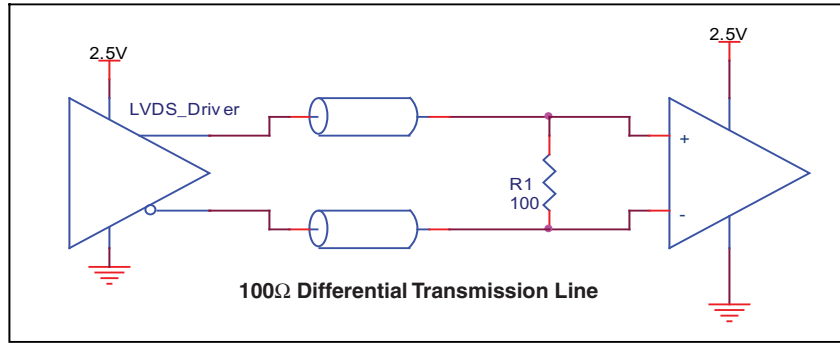 2.5V
2.5V
LVDS_Driver
+
R1
100
-
100Ω Differential Transmission Line